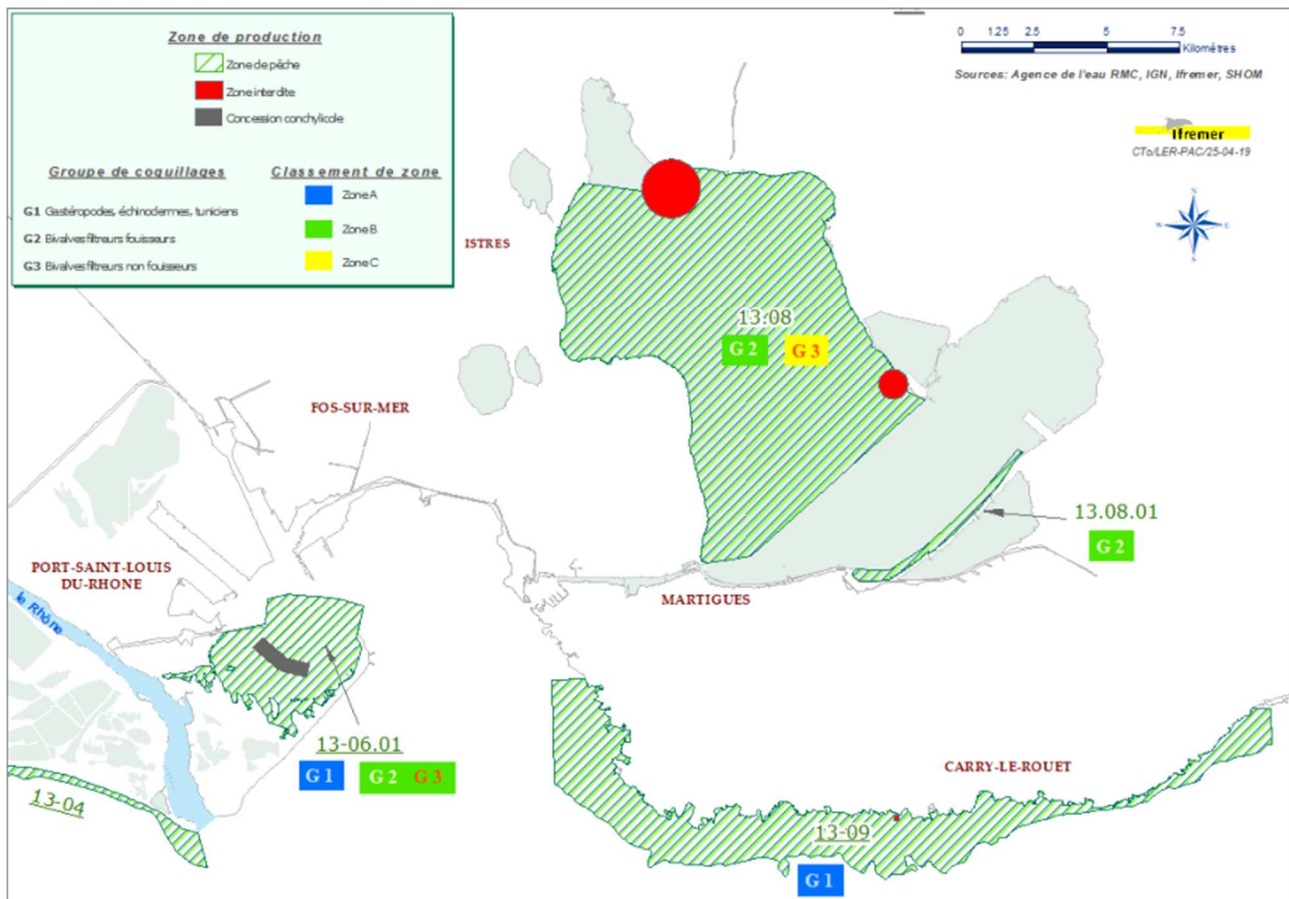 Zone de production
Zone de pêche
Zone interdite
Concession conchylicole
Groupe de coquillages
Classement de zone
G1 Gastéropodes, échinodermes, tuniciens
G2 Bivalves filtreurs fouisseurs
G3 Bivalves filtreurs non fouisseurs
Zone A
Zone B
Zone C
0 1.25 2.5 5 7.5
Kilomètres
Sources: Agence de l'eau RMC, IGN, Ifremer, SHOM
Ifremer
CTo/LER-PAC/25-04-19
N
W E
S
ISTRES
13.08
G 2 G 3
FOS-SUR-MER
13.08.01
G 2
PORT-SAINT-LOUIS
DU-RHONE
MARTIGUES
le Rhône
13-06.01
G 1 G 2 G 3
CARRY-LE-ROUET
13-04
13-09
G 1